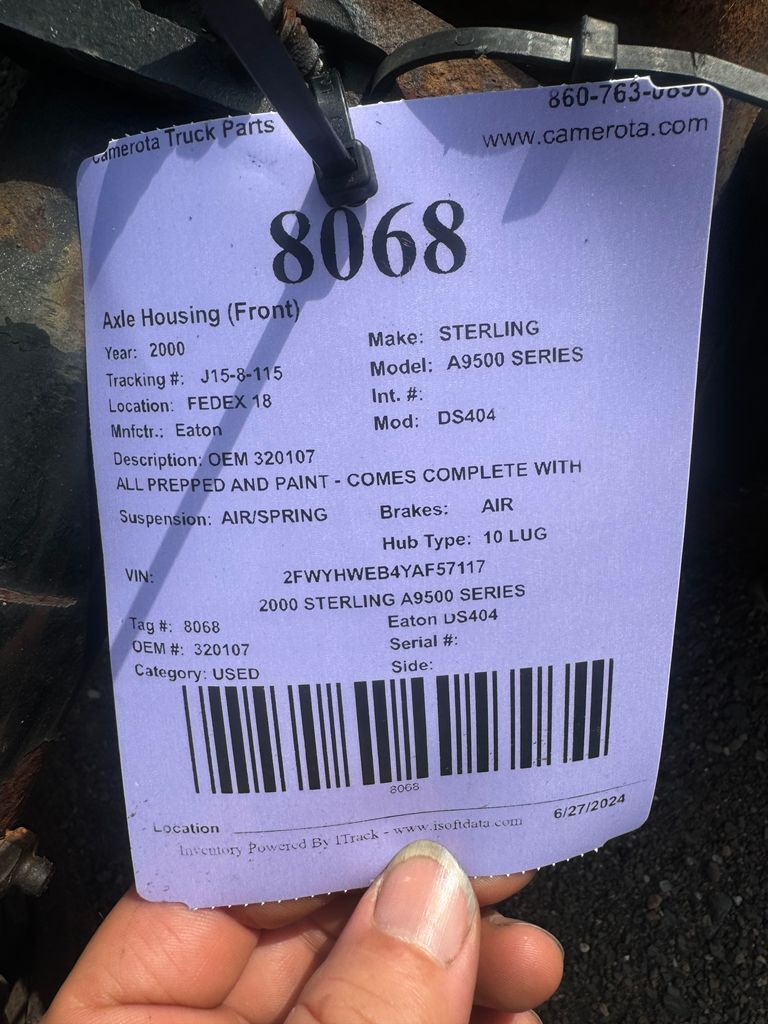 Camerota Truck Parts
860-763-0896
www.camerota.com
8068
Axle Housing (Front)
Year: 2000
Make: STERLING
Tracking #: J15-8-115
Model: A9500 SERIES
Location: FEDEX 18
Int. #:
Mnfctr.: Eaton
Mod: DS404
Description: OEM 320107
ALL PREPPED AND PAINT - COMES COMPLETE WITH
Suspension: AIR/SPRING
Brakes: AIR
Hub Type: 10 LUG
VIN: 2FWYHWEB4YAF57117
2000 STERLING A9500 SERIES
Tag #: 8068
Eaton DS404
OEM #: 320107
Serial #:
Category: USED
Side:
8068
Location
6/27/2024
Inventory Powered By ITrack - www.isoftdata.com